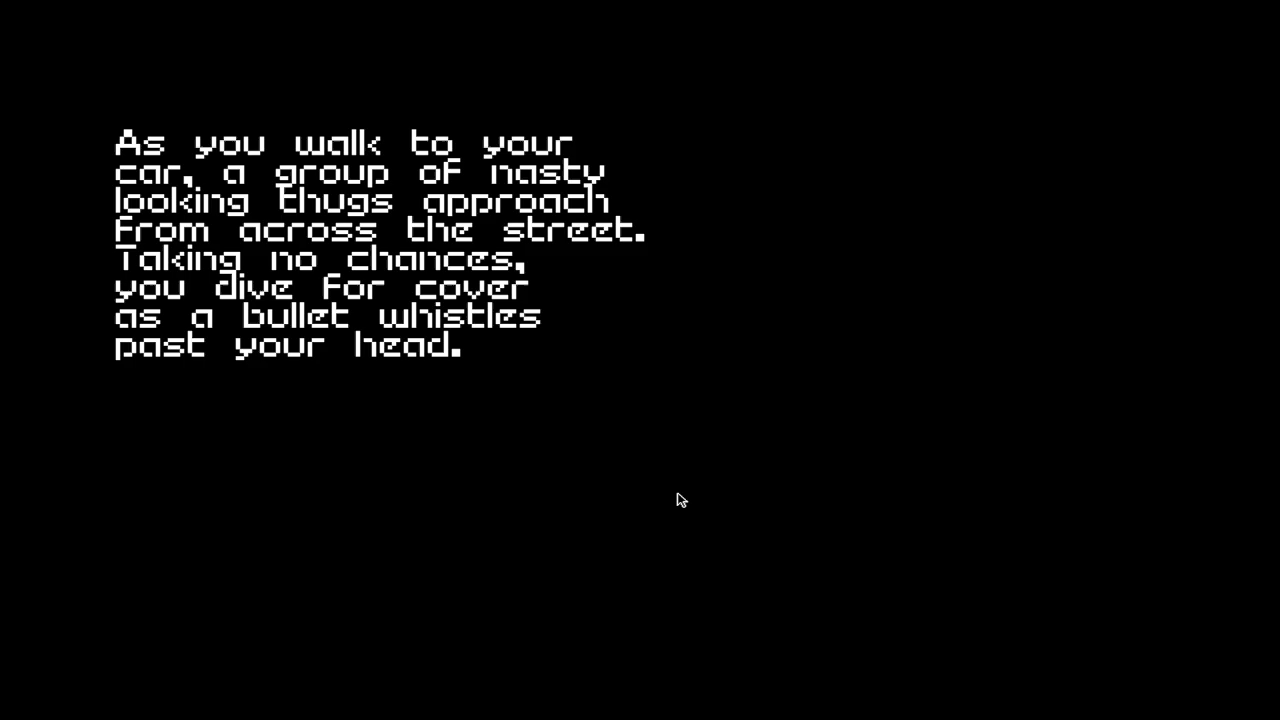 As you walk to your
car, a group of nasty
looking thugs approach
from across the street.
Taking no chances,
you dive for cover
as a bullet whistles
past your head.